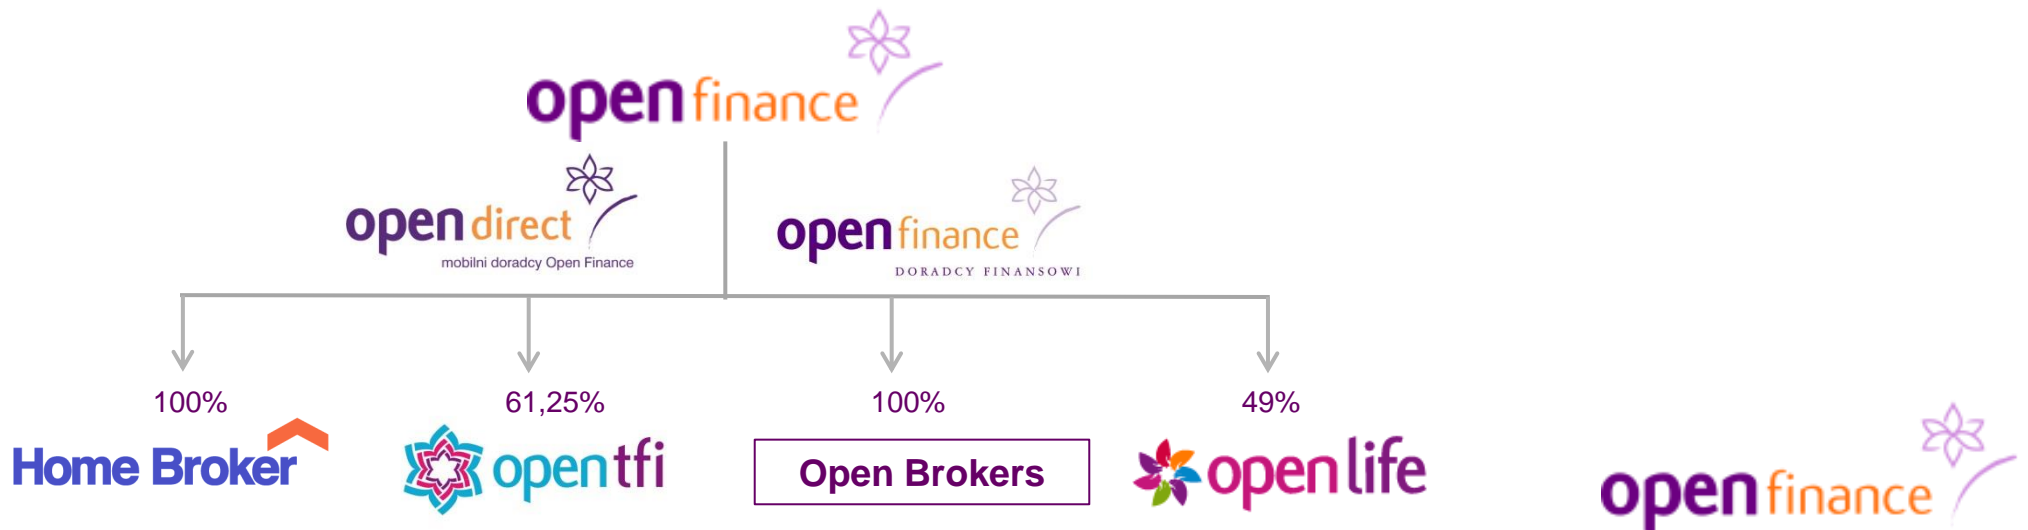 open finance
open direct
mobilni doradcy Open Finance
open finance
DORADCY FINANSOWI
100%
61,25%
100%
49%
Home Broker
open tfi
Open Brokers
open life
open finance